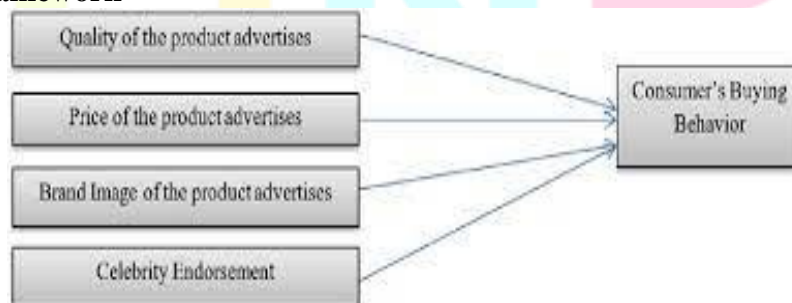 Quality of the product advertises
Price of the product advertises
Brand Image of the product advertises
Celebrity Endorsement
Consumer's Buying
Behavior